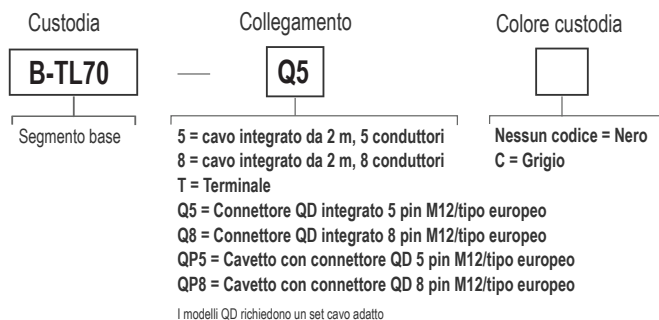 Custodia
Collegamento
Colore custodia
B-TL70
—
Q5
Segmento base
5 = cavo integrato da 2 m, 5 conduttori
8 = cavo integrato da 2 m, 8 conduttori
T = Terminale
Q5 = Connettore QD integrato 5 pin M12/tipo europeo
Q8 = Connettore QD integrato 8 pin M12/tipo europeo
QP5 = Cavetto con connettore QD 5 pin M12/tipo europeo
QP8 = Cavetto con connettore QD 8 pin M12/tipo europeo
I modelli QD richiedono un set cavo adatto
Nessun codice = Nero
C = Grigio